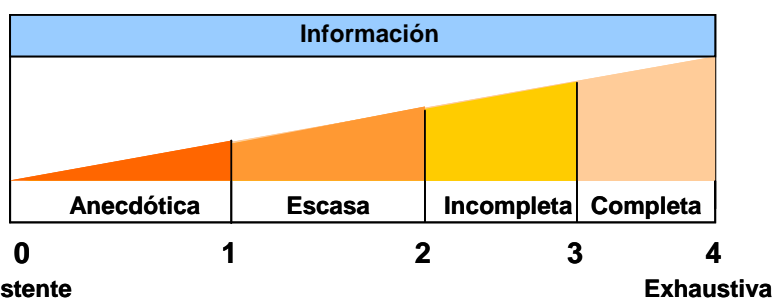 Información
Anecdótica Escasa Incompleta Completa
0 1 2 3 4
stente Exhaustiva